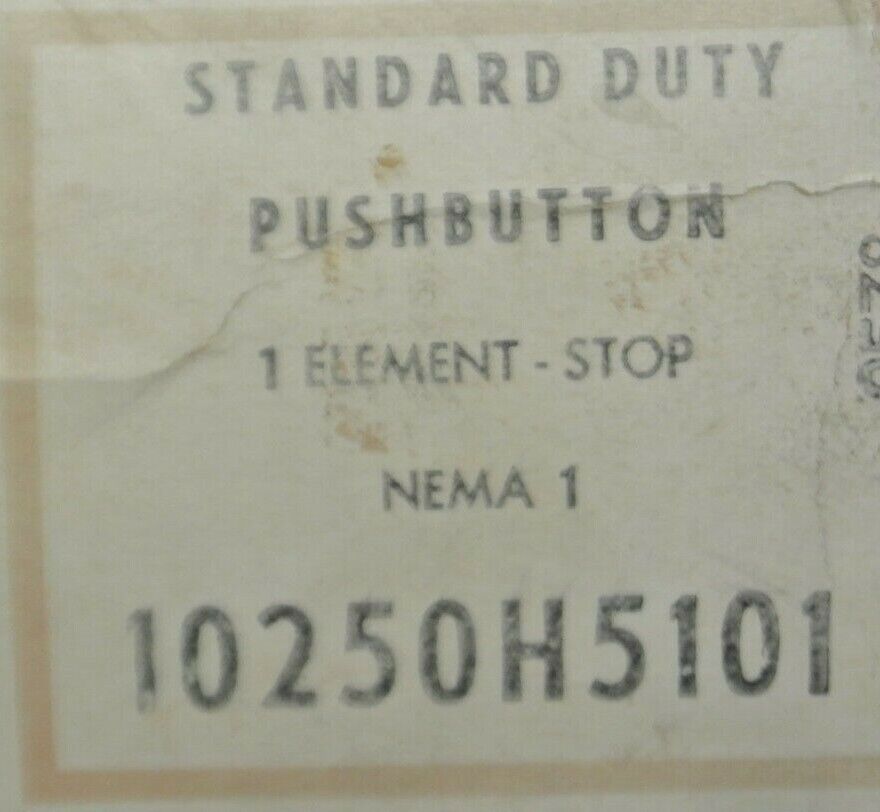 STANDARD DUTY
PUSHBUTTON
1 ELEMENT - STOP
NEMA 1
10250H5101